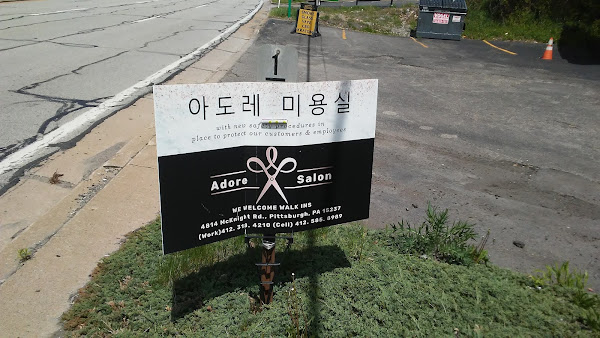 1
아도레 미용실
with new safety procedures in
place to protect our customers & employees
Adore Salon
WE WELCOME WALK INS
4814 McKnight Rd., Pittsburgh, PA 15237
(Work)412. 319. 4210 (Cell) 412. 585. 8989